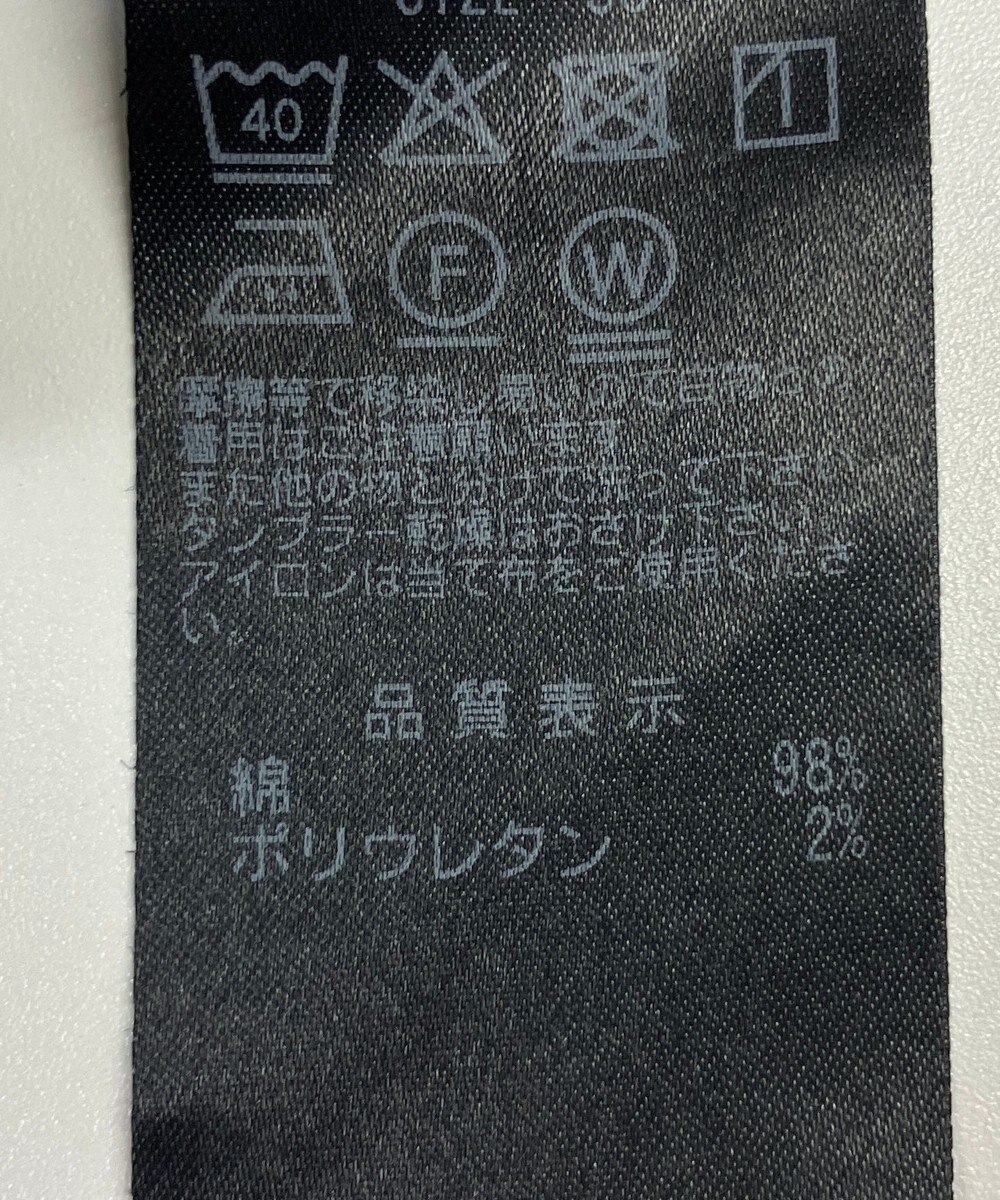 SIZE
40
F
W
摩擦等で移染し易いので白物との
着用はご注意願います
また他の物と分けて洗って下さい
タンブラー乾燥はおさけ下さい
アイロンは当て布をご使用くださ
い
品質表示
綿 98%
ポリウレタン 2%